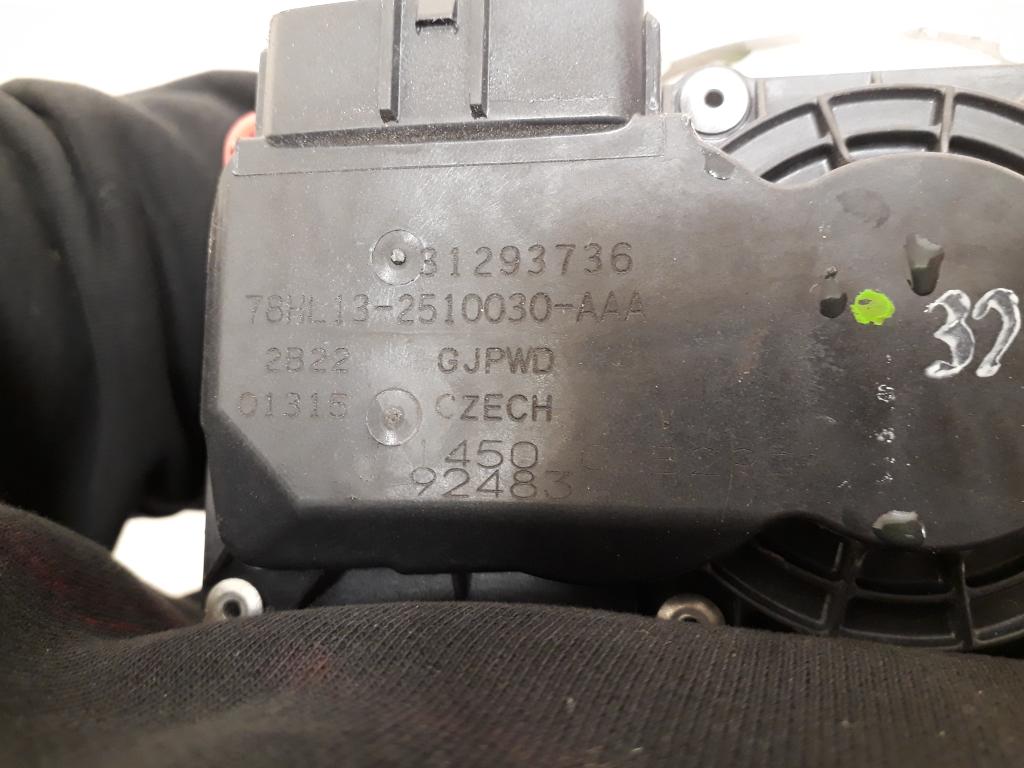 31293736
78HL13-2510030-AAA
2B22 GJPWD
01315 CZECH
1450
92483
32